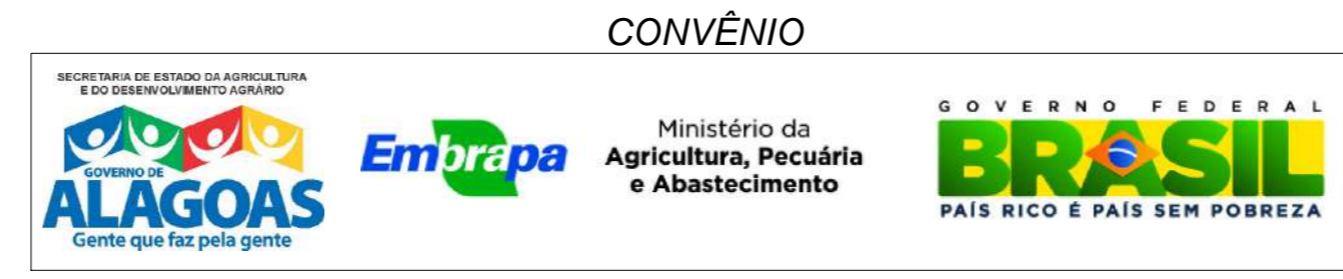 CONVÊNIO
SECRETARIA DE ESTADO DA AGRICULTURA
E DO DESENVOLVIMENTO AGRÁRIO
GOVERNO DE
ALAGOAS
Gente que faz pela gente
Embrapa
Ministério da
Agricultura, Pecuária
e Abastecimento
GOVERNO FEDERAL
BRASIL
PAÍS RICO É PAÍS SEM POBREZA